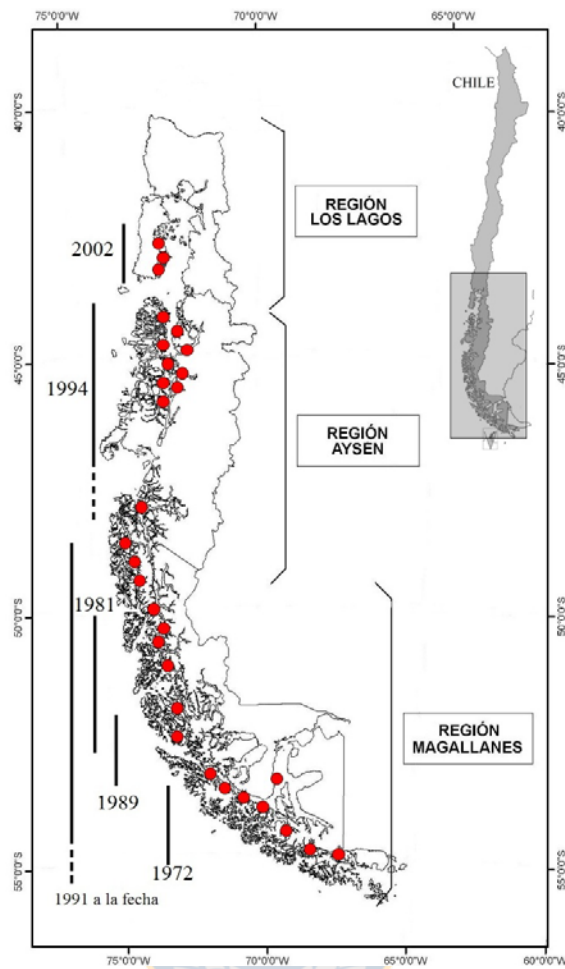 75°0'0"W
70°0'0"W
65°0'0"W
40°0'0"S
40°0'0"S
CHILE
REGIÓN
LOS LAGOS
2002
45°0'0"S
45°0'0"S
1994
REGIÓN
AYSÉN
1981
50°0'0"S
50°0'0"S
REGIÓN
MAGALLANES
1989
1972
55°0'0"S
55°0'0"S
1991 a la fecha
75°0'0"W
70°0'0"W
65°0'0"W
60°0'0"W